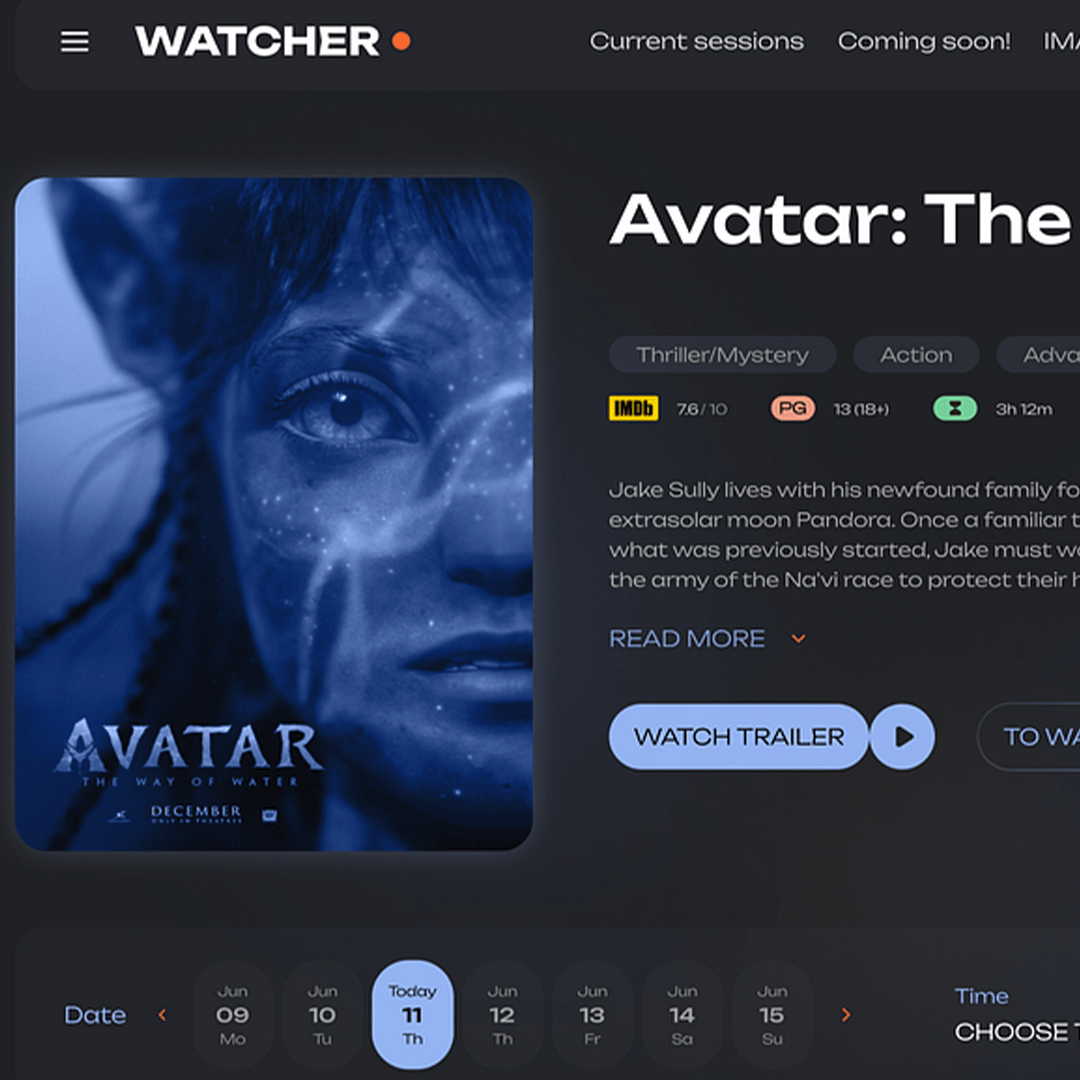 WATCHER
Current sessions
Coming soon!
IMA
Avatar: The
Thriller/Mystery
Action
Adva
IMDb 7.6 / 10
PG 13 (18+)
3h 12m
Jake Sully lives with his newfound family fo
extrasolar moon Pandora. Once a familiar t
what was previously started, Jake must wo
the army of the Na'vi race to protect their h
READ MORE
WATCH TRAILER
TO WA
AVATAR
THE WAY OF WATER
DECEMBER
ONLY IN THEATRES
Date
Jun
09
Mo
Jun
10
Tu
Today
11
Th
Jun
12
Th
Jun
13
Fr
Jun
14
Sa
Jun
15
Su
Time
CHOOSE T